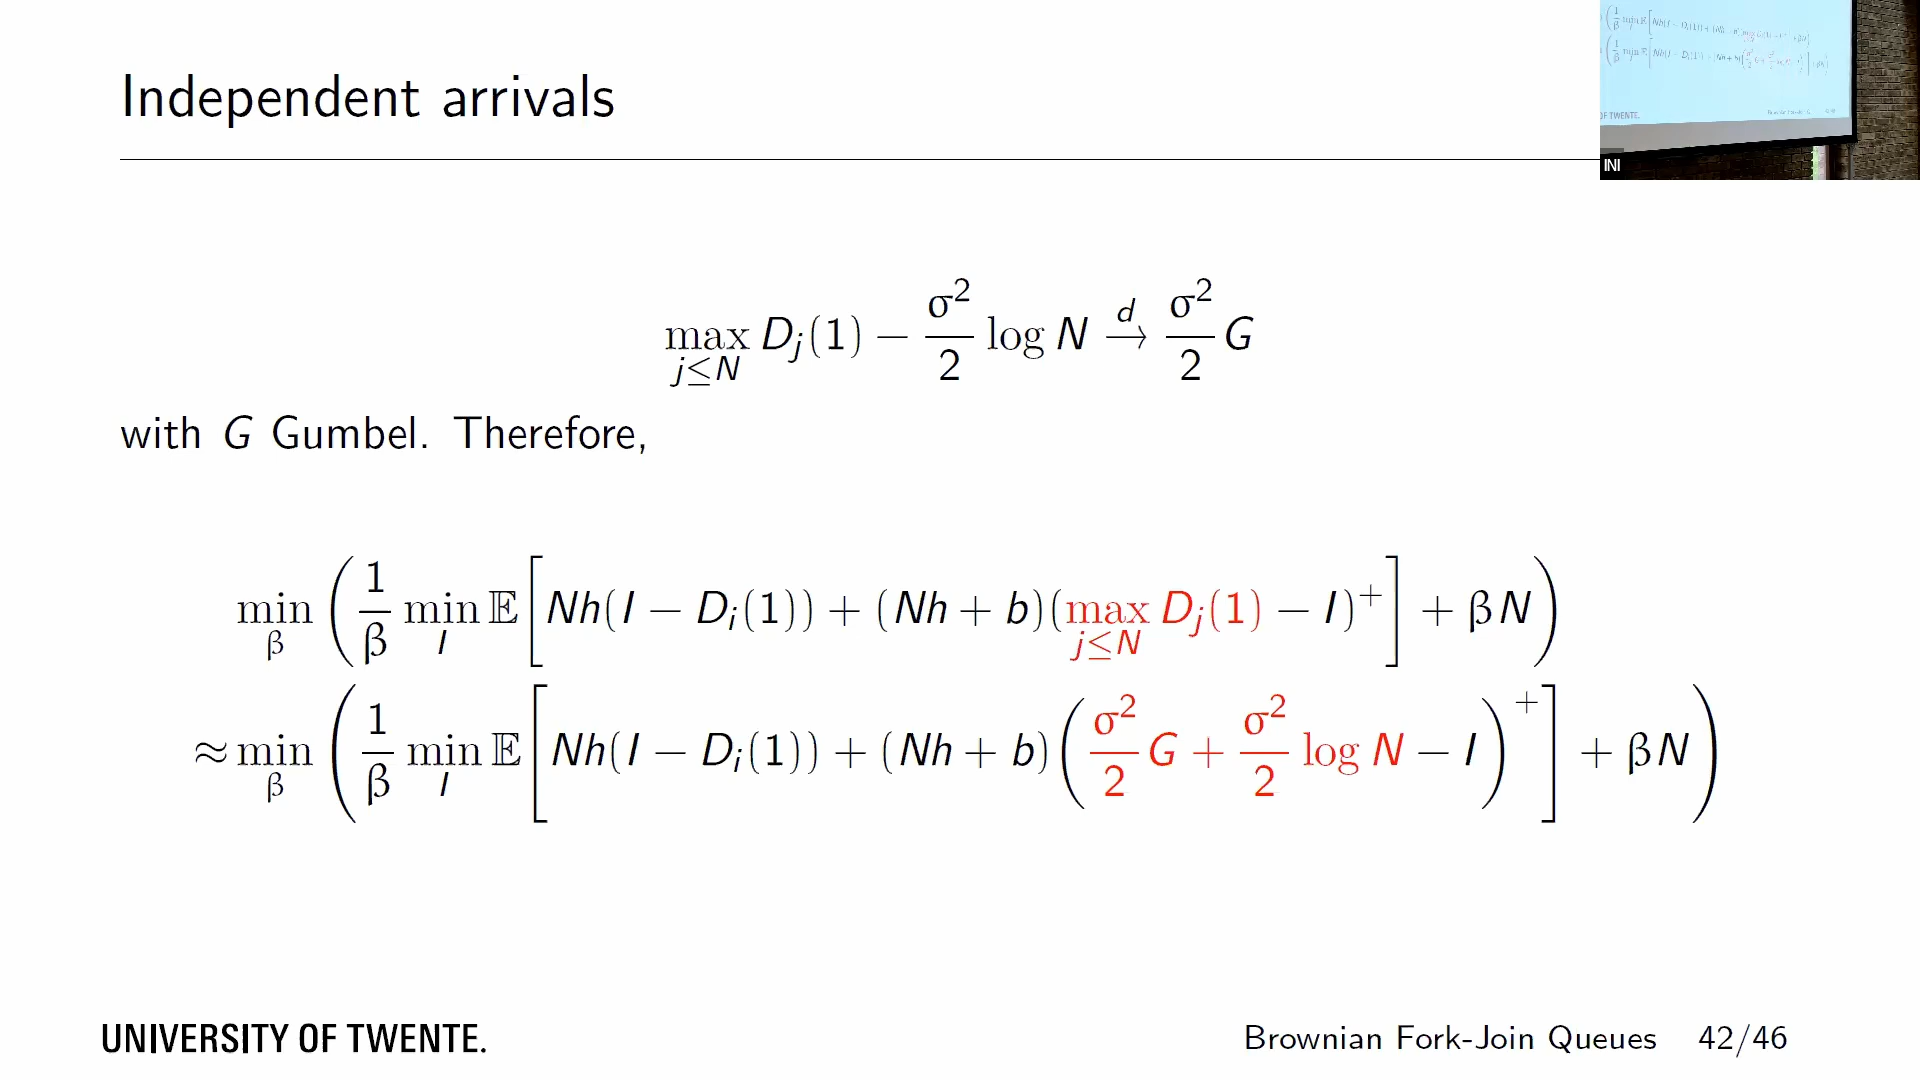 Independent arrivals
max_{j≤N} D_j(1) − σ²/2 log N →^d σ²/2 G
with G Gumbel. Therefore,
min_β ( 1/β min_I 𝔼[ Nh(I − D_i(1)) + (Nh + b)(max_{j≤N} D_j(1) − I)^+ ] + βN )
≈ min_β ( 1/β min_I 𝔼[ Nh(I − D_i(1)) + (Nh + b)( σ²/2 G + σ²/2 log N − I )^+ ] + βN )
UNIVERSITY OF TWENTE.
Brownian Fork-Join Queues 42/46
OF TWENTE.
INI